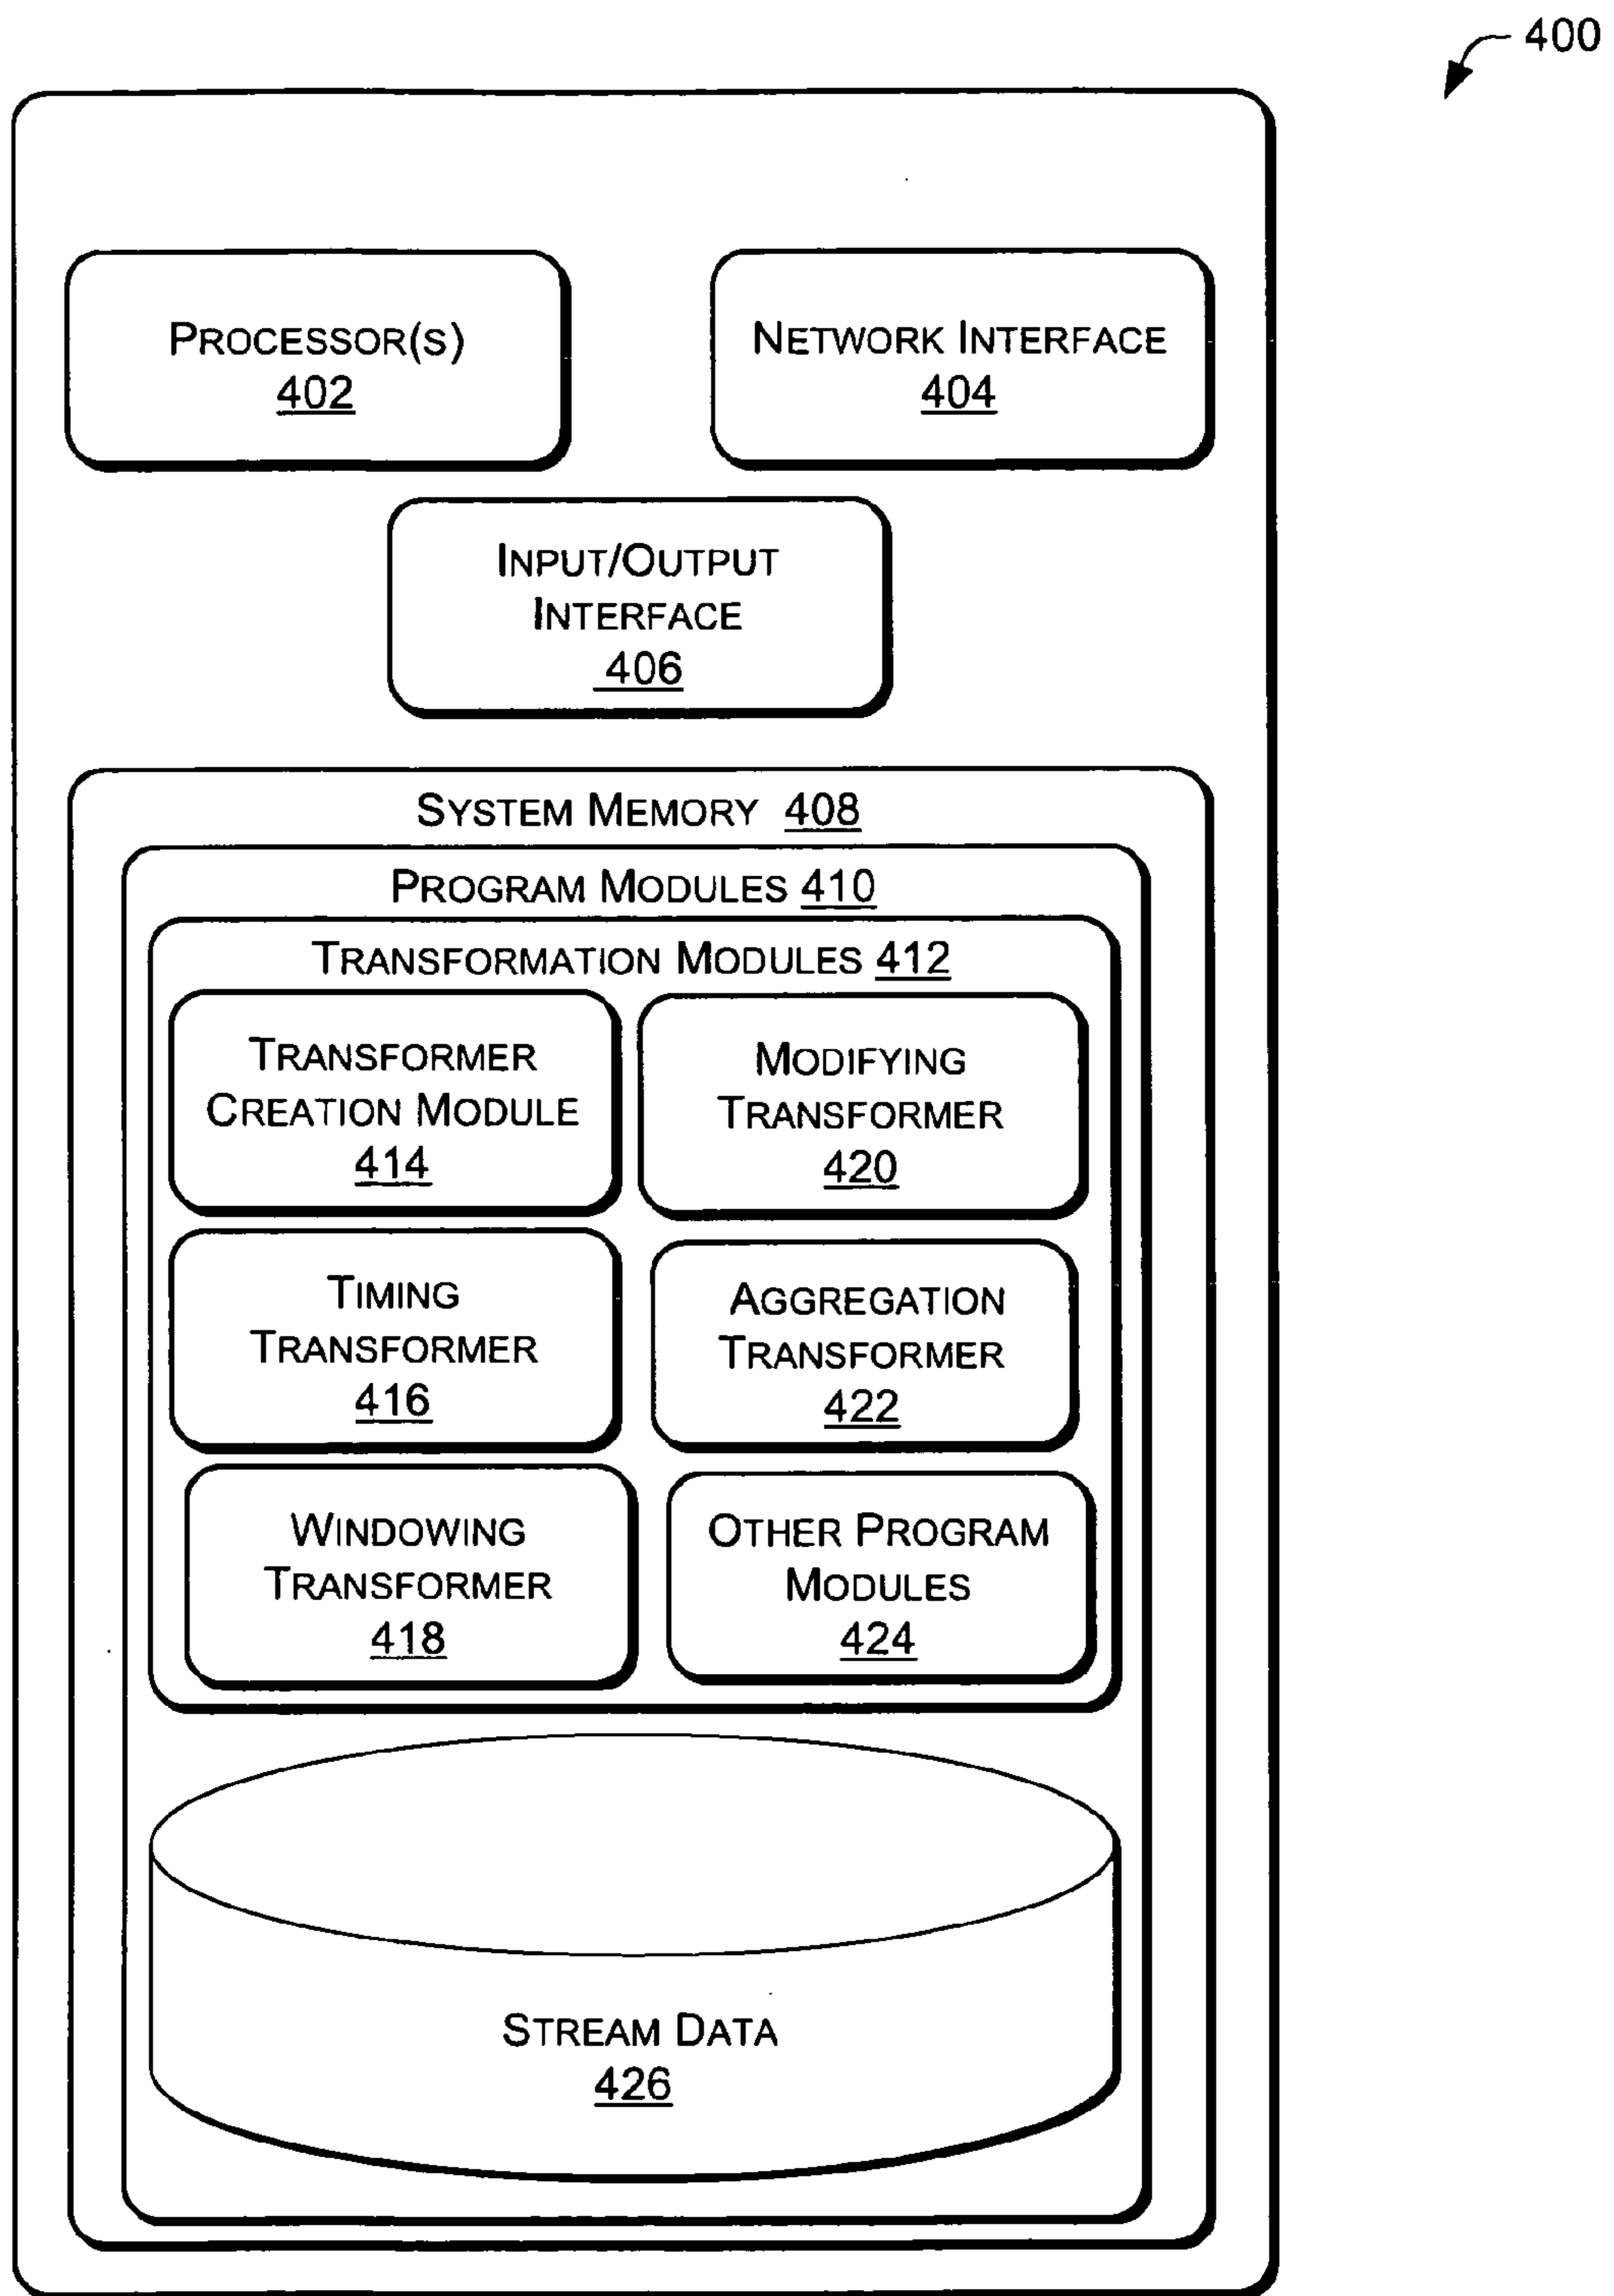 400
PROCESSOR(S)
402
NETWORK INTERFACE
404
INPUT/OUTPUT
INTERFACE
406
SYSTEM MEMORY 408
PROGRAM MODULES 410
TRANSFORMATION MODULES 412
TRANSFORMER
CREATION MODULE
414
MODIFYING
TRANSFORMER
420
TIMING
TRANSFORMER
416
AGGREGATION
TRANSFORMER
422
WINDOWING
TRANSFORMER
418
OTHER PROGRAM
MODULES
424
STREAM DATA
426